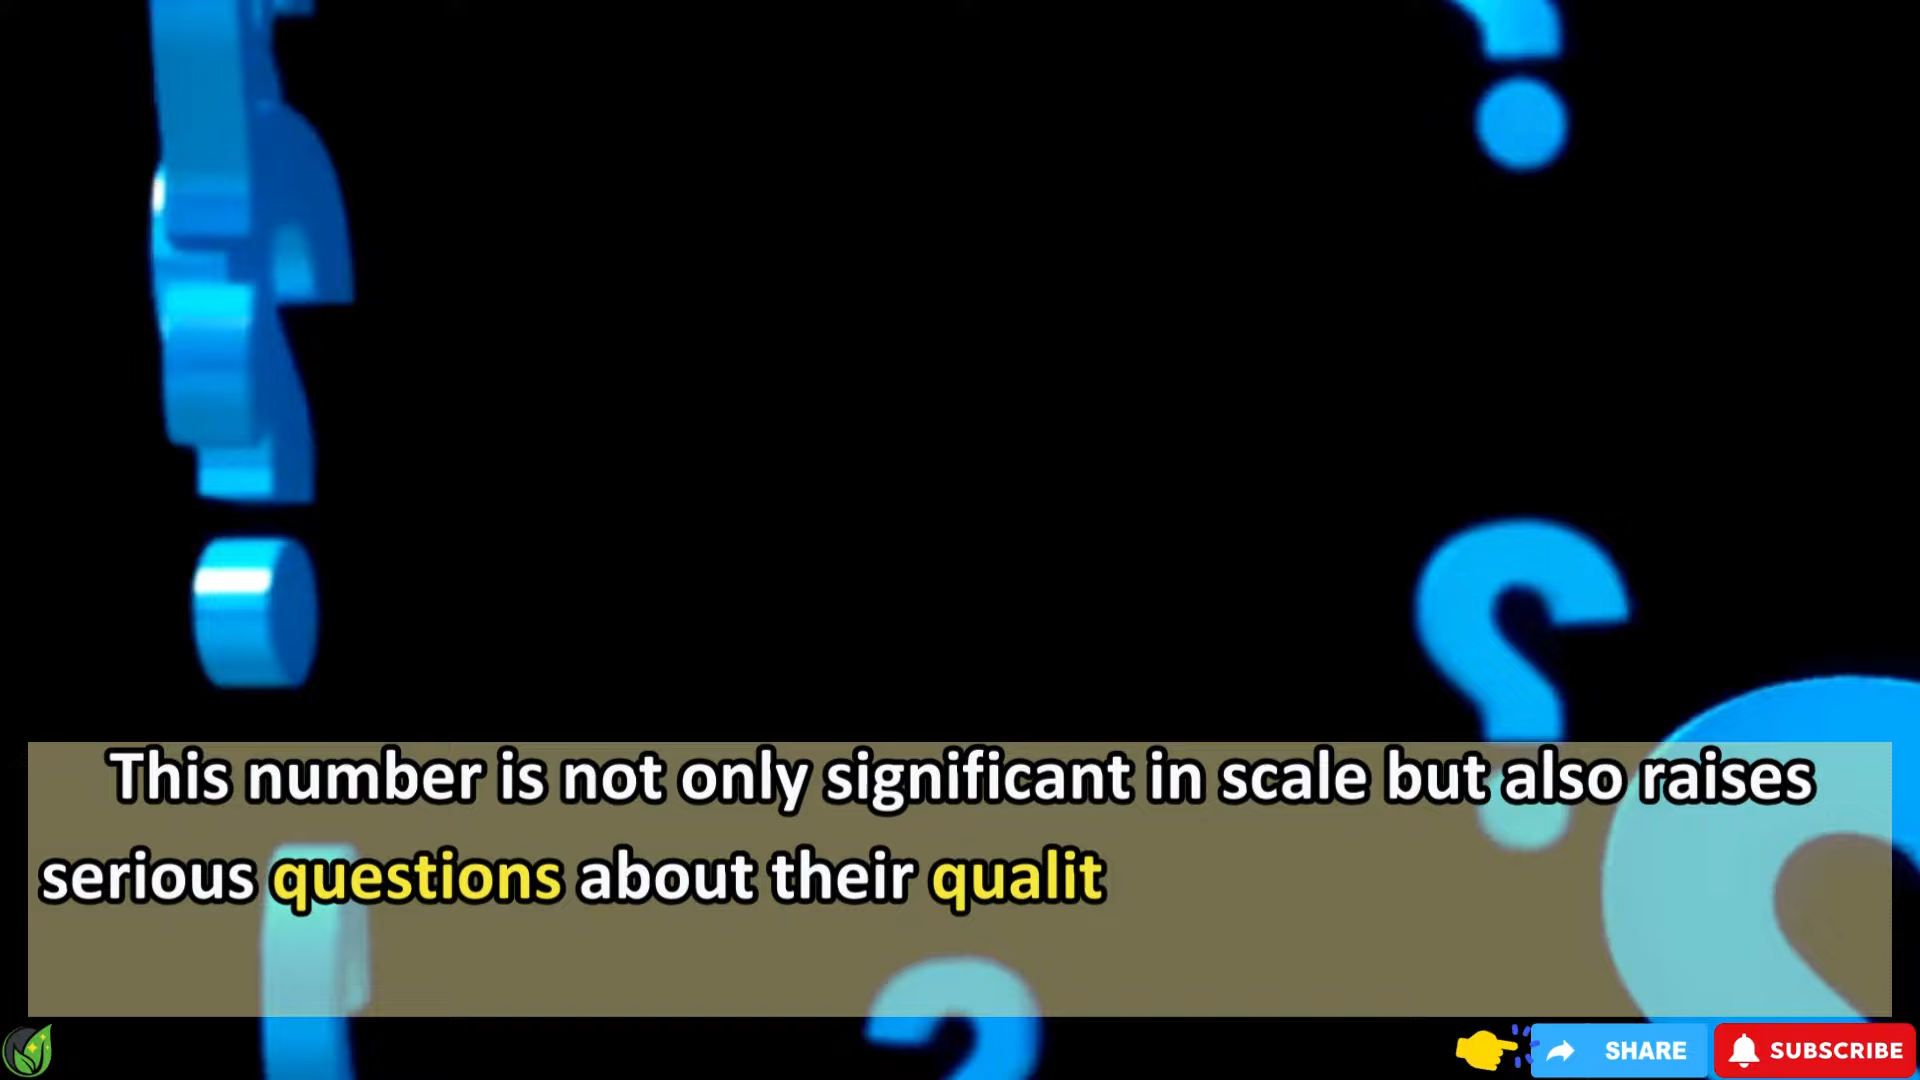 This number is not only significant in scale but also raises
serious questions about their qualit
SHARE
SUBSCRIBE